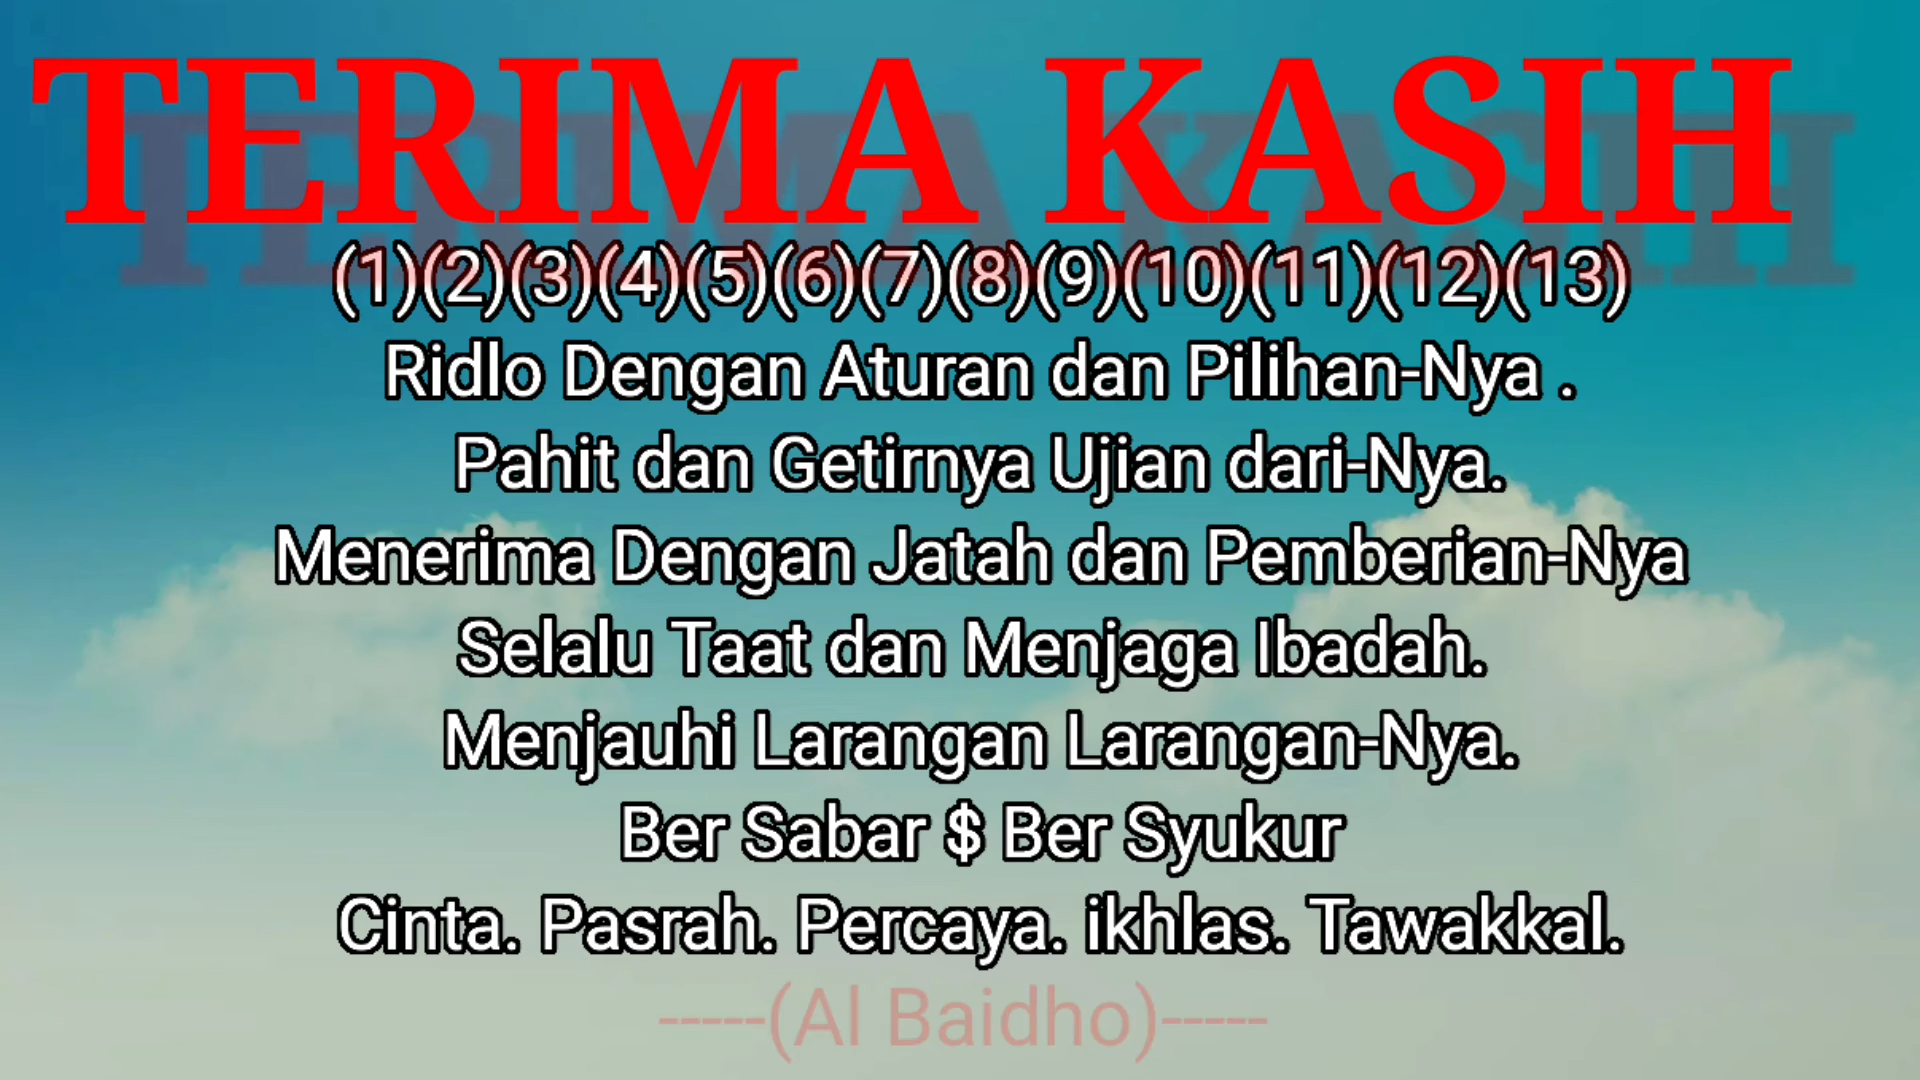 TERIMA KASIH
(1)(2)(3)(4)(5)(6)(7)(8)(9)(10)(11)(12)(13)
Ridlo Dengan Aturan dan Pilihan-Nya .
Pahit dan Getirnya Ujian dari-Nya.
Menerima Dengan Jatah dan Pemberian-Nya
Selalu Taat dan Menjaga Ibadah.
Menjauhi Larangan Larangan-Nya.
Ber Sabar $ Ber Syukur
Cinta. Pasrah. Percaya. ikhlas. Tawakkal.
-----(Al Baidho)-----